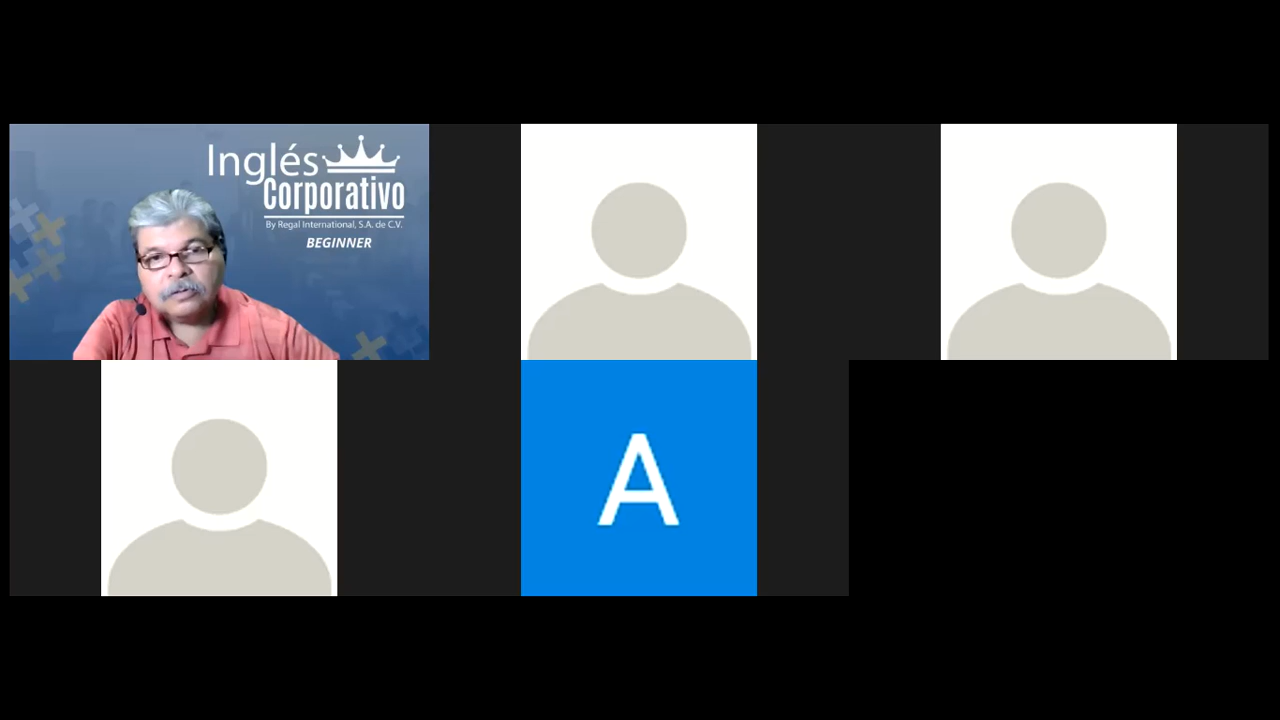 Inglés
Corporativo
By Regal International, S.A. de C.V.
BEGINNER
A